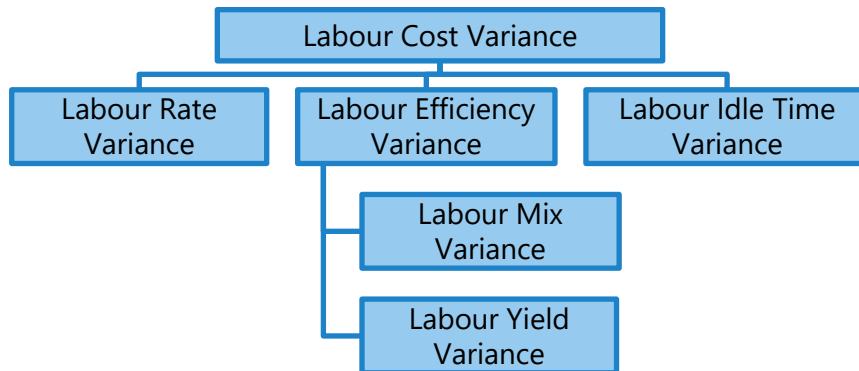 Labour Cost Variance
Labour Rate
Variance
Labour Efficiency
Variance
Labour Idle Time
Variance
Labour Mix
Variance
Labour Yield
Variance